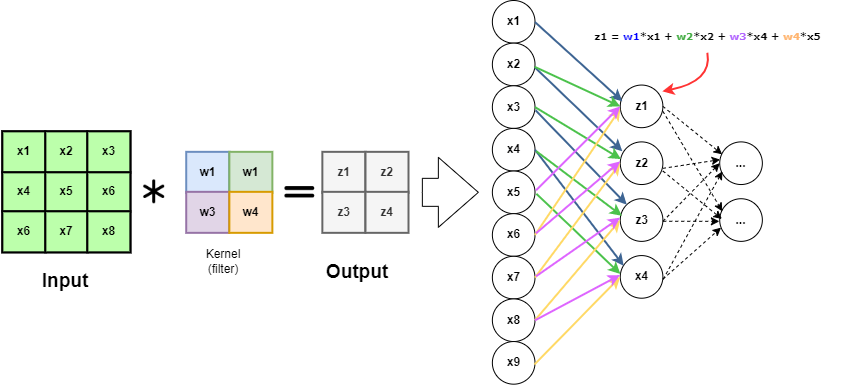 x1 x2 x3
x4 x5 x6
x6 x7 x8
Input
*
w1 w1
w3 w4
Kernel
(filter)
=
z1 z2
z3 z4
Output
x1
x2
x3
x4
x5
x6
x7
x8
x9
z1 = w1*x1 + w2*x2 + w3*x4 + w4*x5
z1
z2
z3
x4
...
...